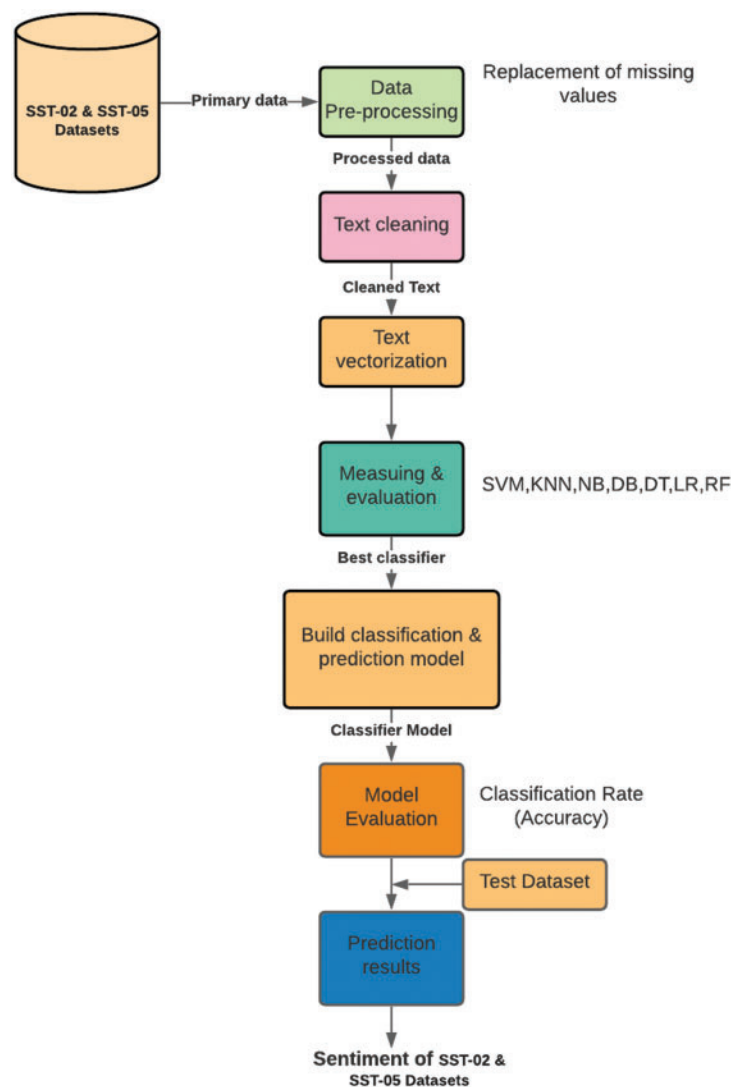 SST-02 & SST-05
Datasets
Primary data
Data
Pre-processing
Replacement of missing
values
Processed data
Text cleaning
Cleaned Text
Text
vectorization
Measuing &
evaluation
SVM,KNN,NB,DB,DT,LR,RF
Best classifier
Build classification &
prediction model
Classifier Model
Model
Evaluation
Classification Rate
(Accuracy)
Test Dataset
Prediction
results
Sentiment of SST-02 &
SST-05 Datasets